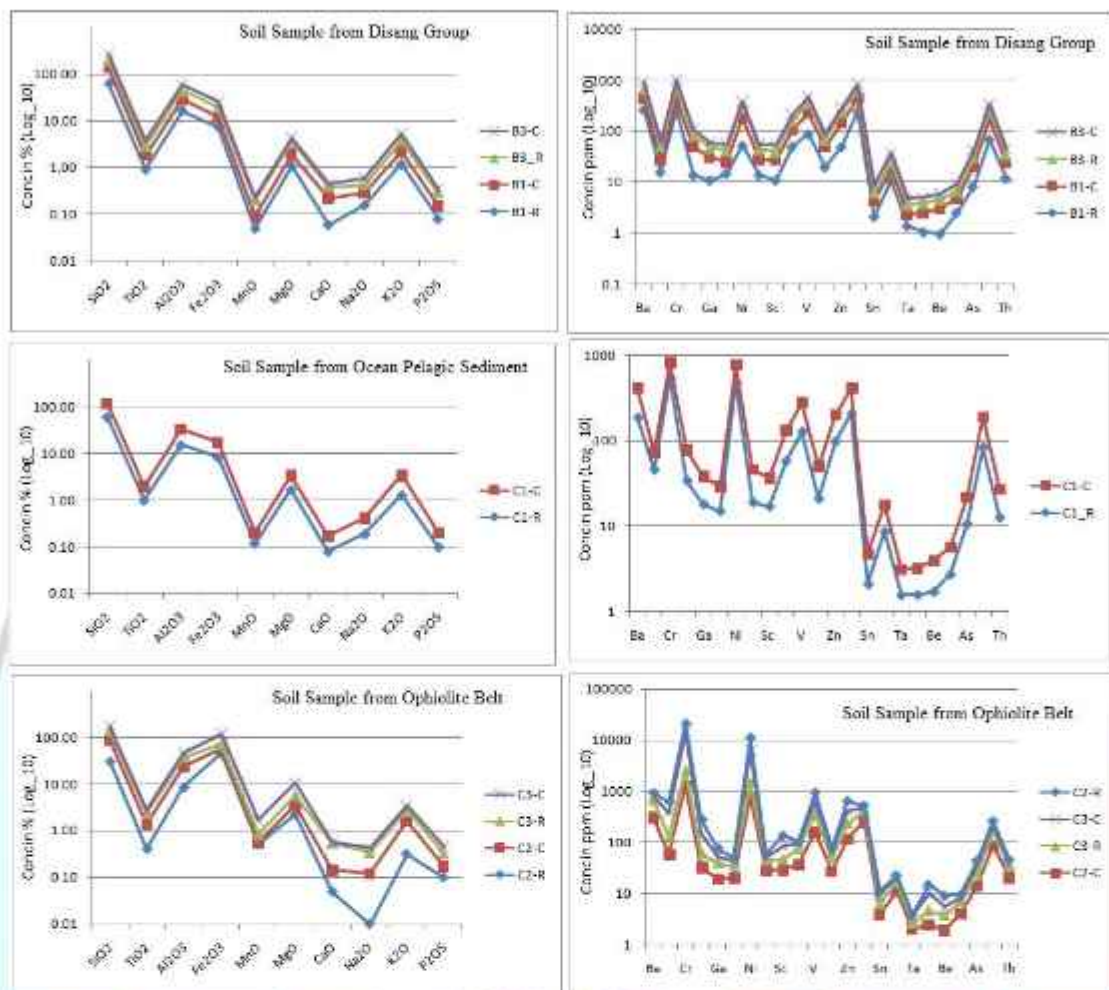 Soil Sample from Disang Group
Concin % (Log_10)
100.00
10.00
1.00
0.10
0.01
SiO2 TiO2 Al2O3 Fe2O3 MnO MgO CaO Na2O K2O P2O5
B3-C
B3_R
B1-C
B1-R
Soil Sample from Disang Group
Concin ppm (Log_10)
10000
1000
100
10
1
0.1
Ba Cr Ga Ni Sc V Zn Sn Ta Be As Th
B3-C
B3-R
B1-C
B1-R
Soil Sample from Ocean Pelagic Sediment
Concin % (Log_10)
100.00
10.00
1.00
0.10
0.01
SiO2 TiO2 Al2O3 Fe2O3 MnO MgO CaO Na2O K2O P2O5
C1-C
C1-R
Concin ppm (Log_10)
1000
100
10
1
Ba Cr Ga Ni Sc V Zn Sn Ta Be As Th
C1-C
C1_R
Soil Sample from Ophiolite Belt
Concin % (Log_10)
100.00
10.00
1.00
0.10
0.01
SiO2 TiO2 Al2O3 Fe2O3 MnO MgO CaO Na2O K2O P2O5
C3-C
C3-R
C2-C
C2-R
Soil Sample from Ophiolite Belt
Concin ppm (Log_10)
100000
10000
1000
100
10
1
Ba Cr Ga Ni Sc V Zn Sn Ta Be As Th
C2-R
C3-C
C3-R
C2-C